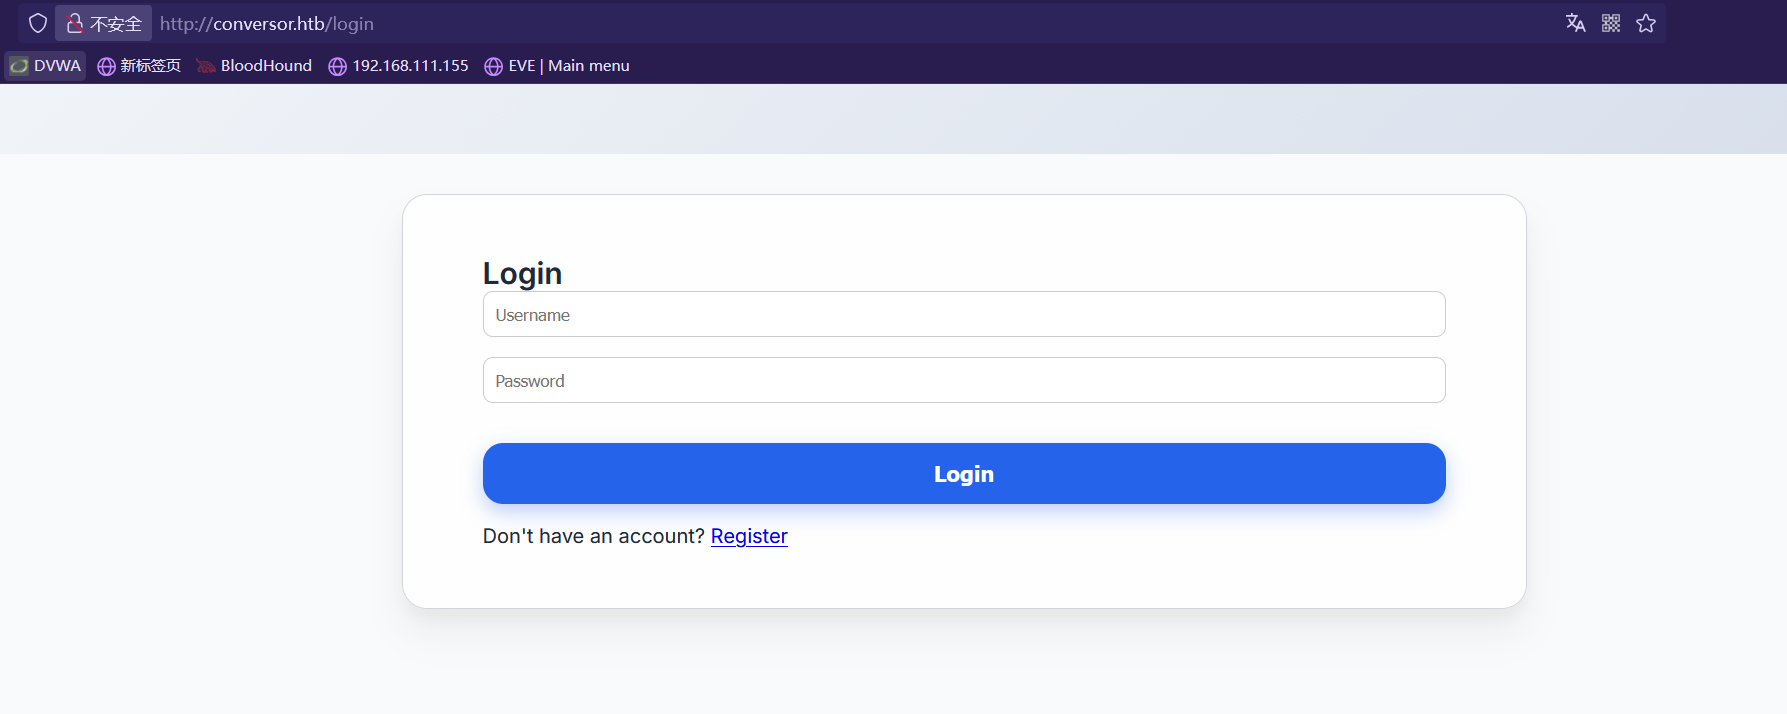 不安全 http://conversor.htb/login
DVWA 新标签页 BloodHound 192.168.111.155 EVE | Main menu
Login
Username
Password
Login
Don't have an account? Register